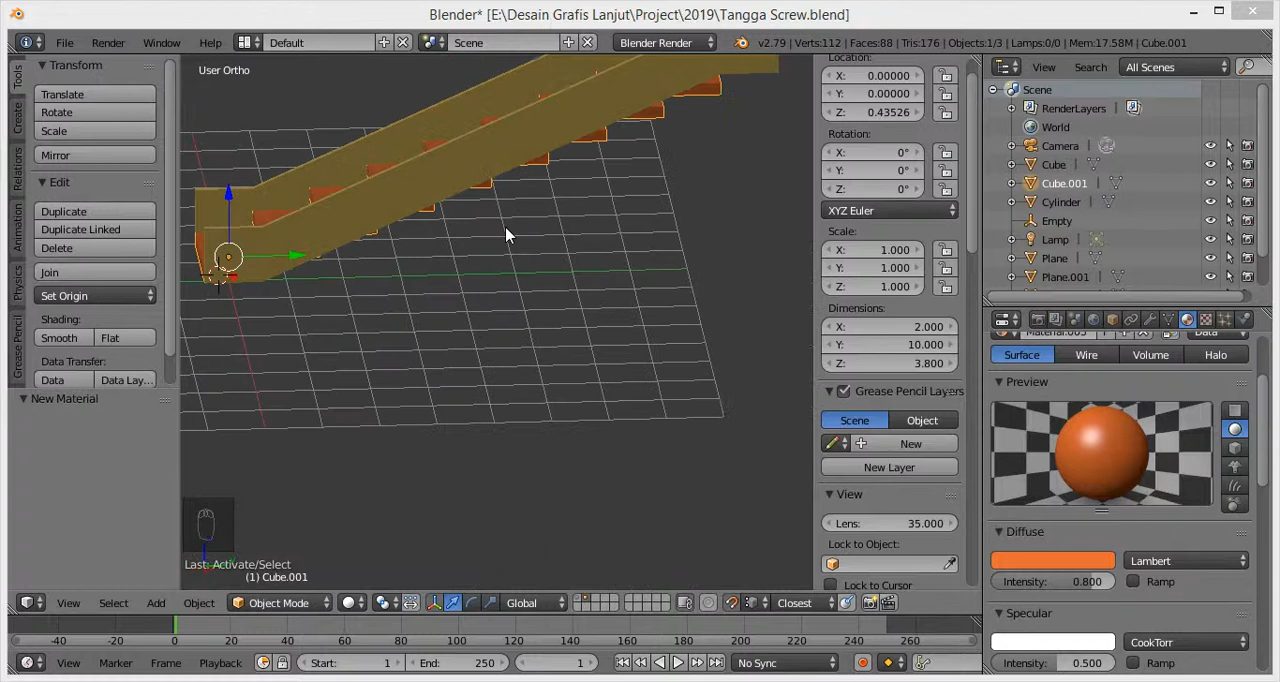 Blender* [E:\Desain Grafis Lanjut\Project\2019\Tangga Screw.blend]
File Render Window Help Default Scene Blender Render v2.79 | Verts:112 | Faces:88 | Tris:176 | Objects:1/3 | Lamps:0/0 | Mem:17.58M | Cube.001
Tools
Create
Relations
Animation
Physics
Grease Pencil
Transform
Translate
Rotate
Scale
Mirror
Edit
Duplicate
Duplicate Linked
Delete
Join
Set Origin
Shading:
Smooth Flat
Data Transfer:
Data Data Lay...
New Material
User Ortho
Last: Activate/Select
(1) Cube.001
Location:
X: 0.00000
Y: 0.00000
Z: 0.43526
Rotation:
X: 0°
Y: 0°
Z: 0°
XYZ Euler
Scale:
X: 1.000
Y: 1.000
Z: 1.000
Dimensions:
X: 2.000
Y: 10.000
Z: 3.800
Grease Pencil Layers
Scene Object
New
New Layer
View
Lens: 35.000
Lock to Object:
Lock to Cursor
View Search All Scenes
Scene
RenderLayers
World
Camera
Cube
Cube.001
Cylinder
Empty
Lamp
Plane
Plane.001
Data
Surface Wire Volume Halo
Preview
Diffuse
Lambert
Intensity: 0.800 Ramp
Specular
CookTorr
Intensity: 0.500 Ramp
View Select Add Object Object Mode Global Closest
-40 -20 0 20 40 60 80 100 120 140 160 180 200 220 240 260
View Marker Frame Playback Start: 1 End: 250 1 No Sync